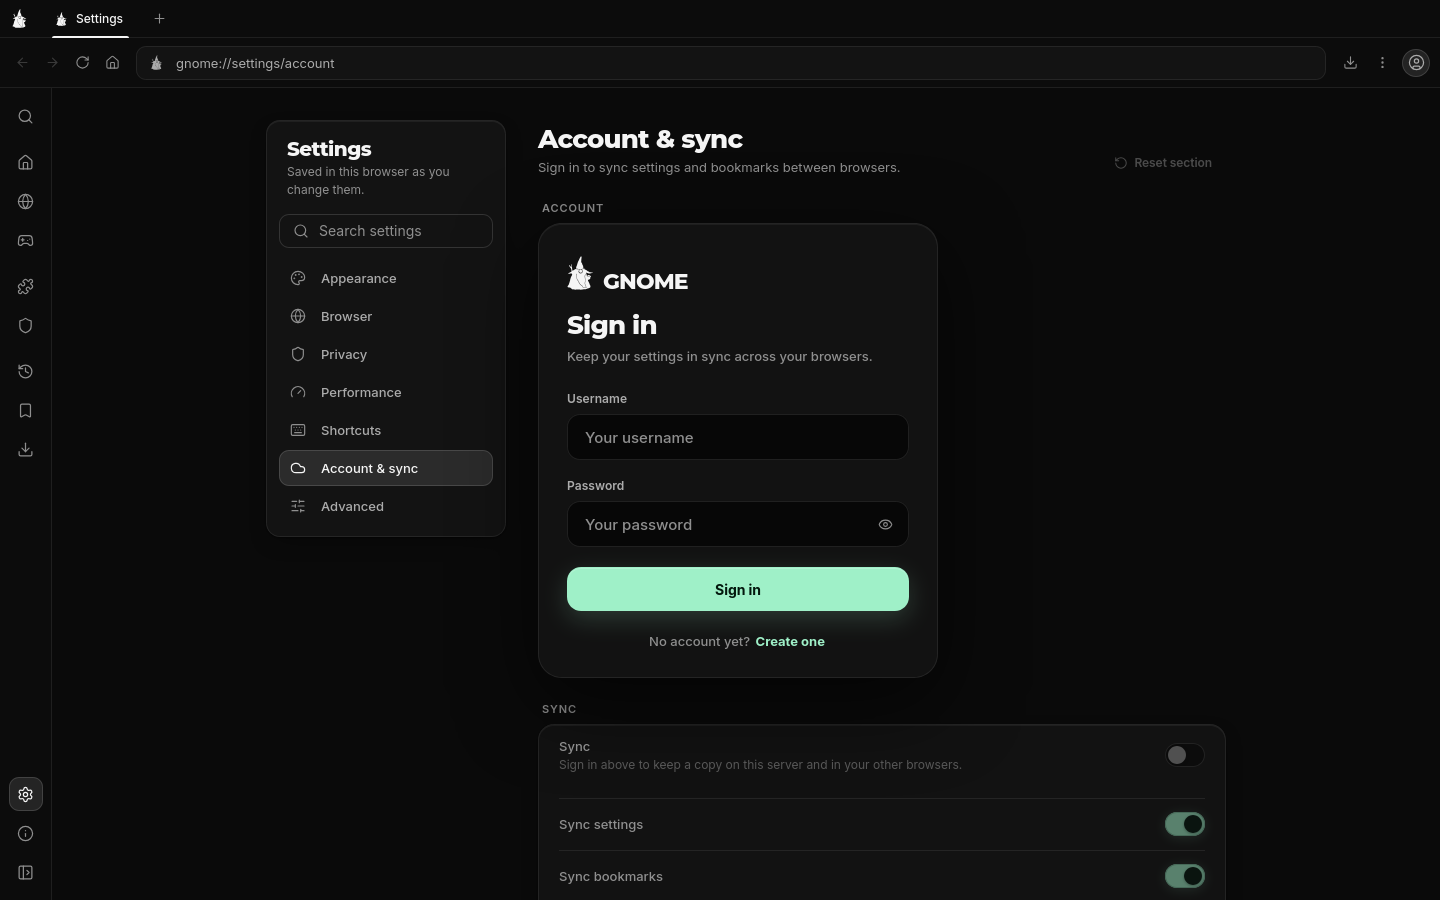 Settings
gnome://settings/account
Settings
Saved in this browser as you
change them.
Search settings
Appearance
Browser
Privacy
Performance
Shortcuts
Account & sync
Advanced
Account & sync
Sign in to sync settings and bookmarks between browsers.
Reset section
ACCOUNT
GNOME
Sign in
Keep your settings in sync across your browsers.
Username
Your username
Password
Your password
Sign in
No account yet? Create one
SYNC
Sync
Sign in above to keep a copy on this server and in your other browsers.
Sync settings
Sync bookmarks